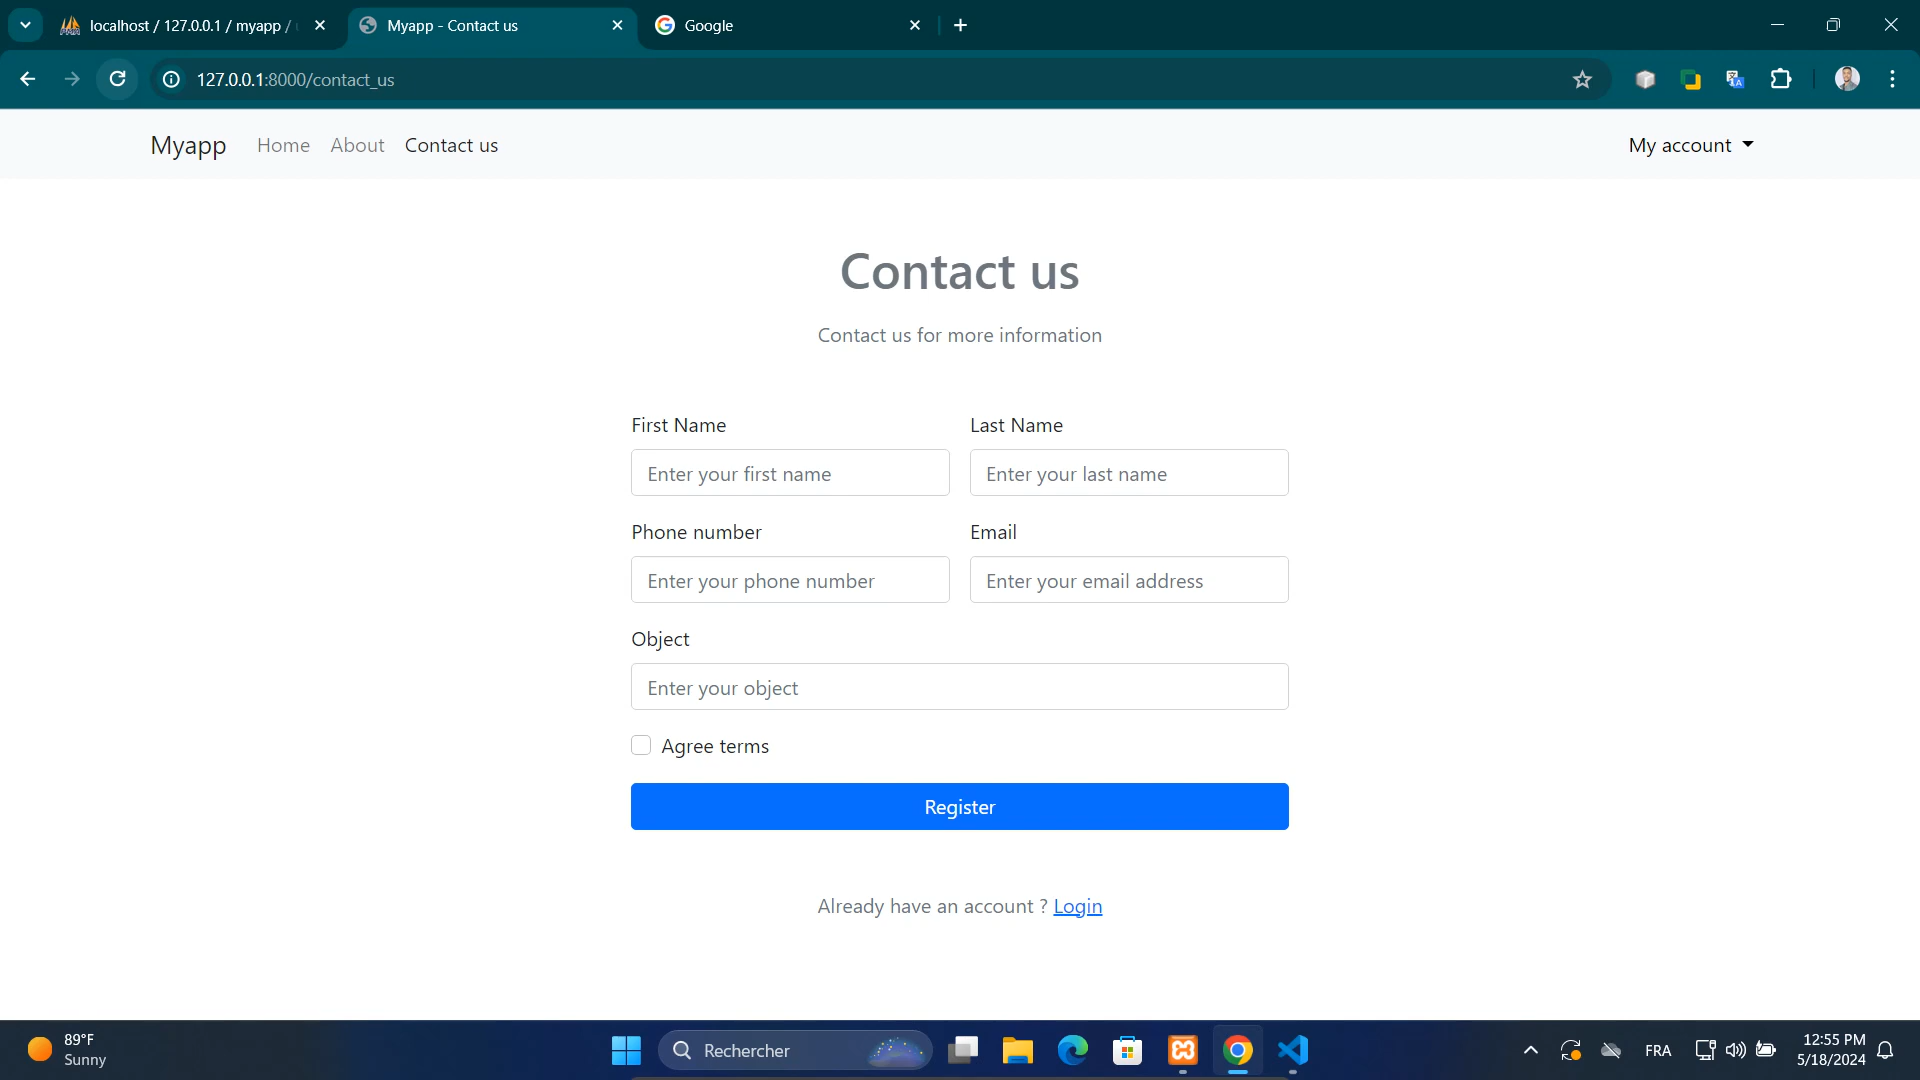 localhost / 127.0.0.1 / myapp /
Myapp - Contact us
Google
127.0.0.1:8000/contact_us
Myapp
Home
About
Contact us
My account
Contact us
Contact us for more information
First Name
Last Name
Enter your first name
Enter your last name
Phone number
Email
Enter your phone number
Enter your email address
Object
Enter your object
Agree terms
Register
Already have an account ? Login
89°F
Sunny
Rechercher
FRA
12:55 PM
5/18/2024